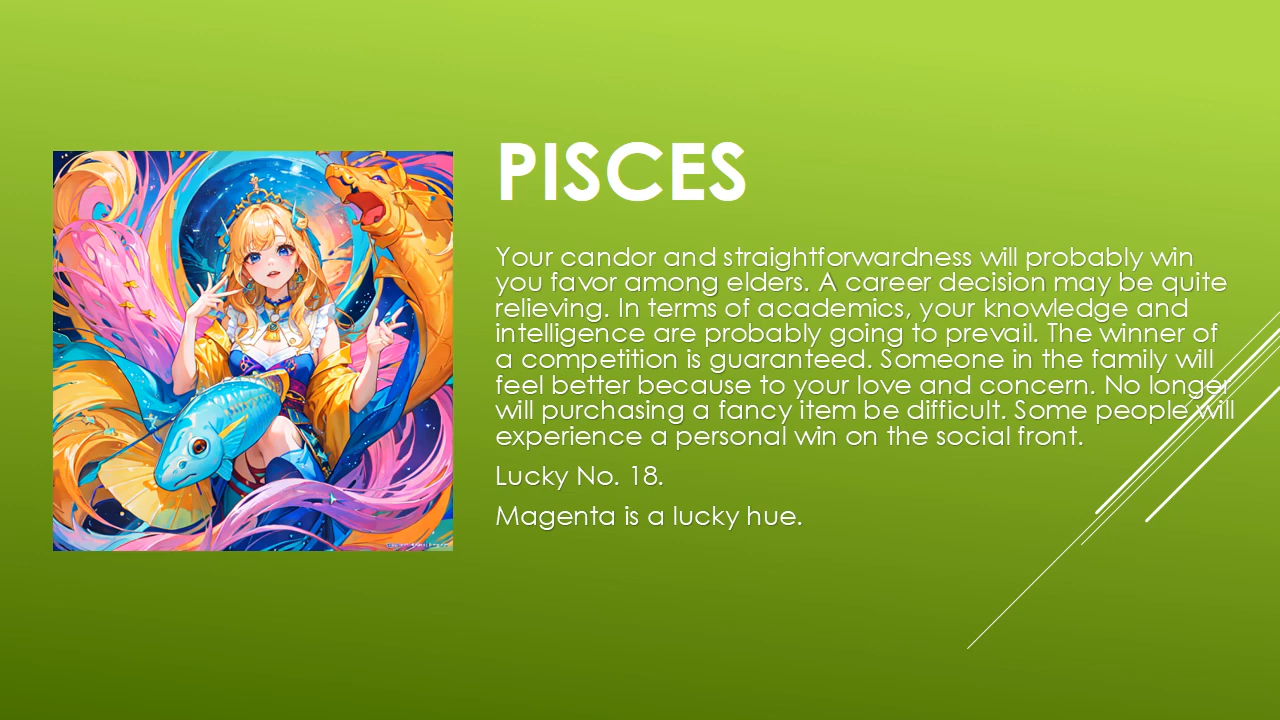 PISCES
Your candor and straightforwardness will probably win
you favor among elders. A career decision may be quite
relieving. In terms of academics, your knowledge and
intelligence are probably going to prevail. The winner of
a competition is guaranteed. Someone in the family will
feel better because to your love and concern. No longer
will purchasing a fancy item be difficult. Some people will
experience a personal win on the social front.
Lucky No. 18.
Magenta is a lucky hue.